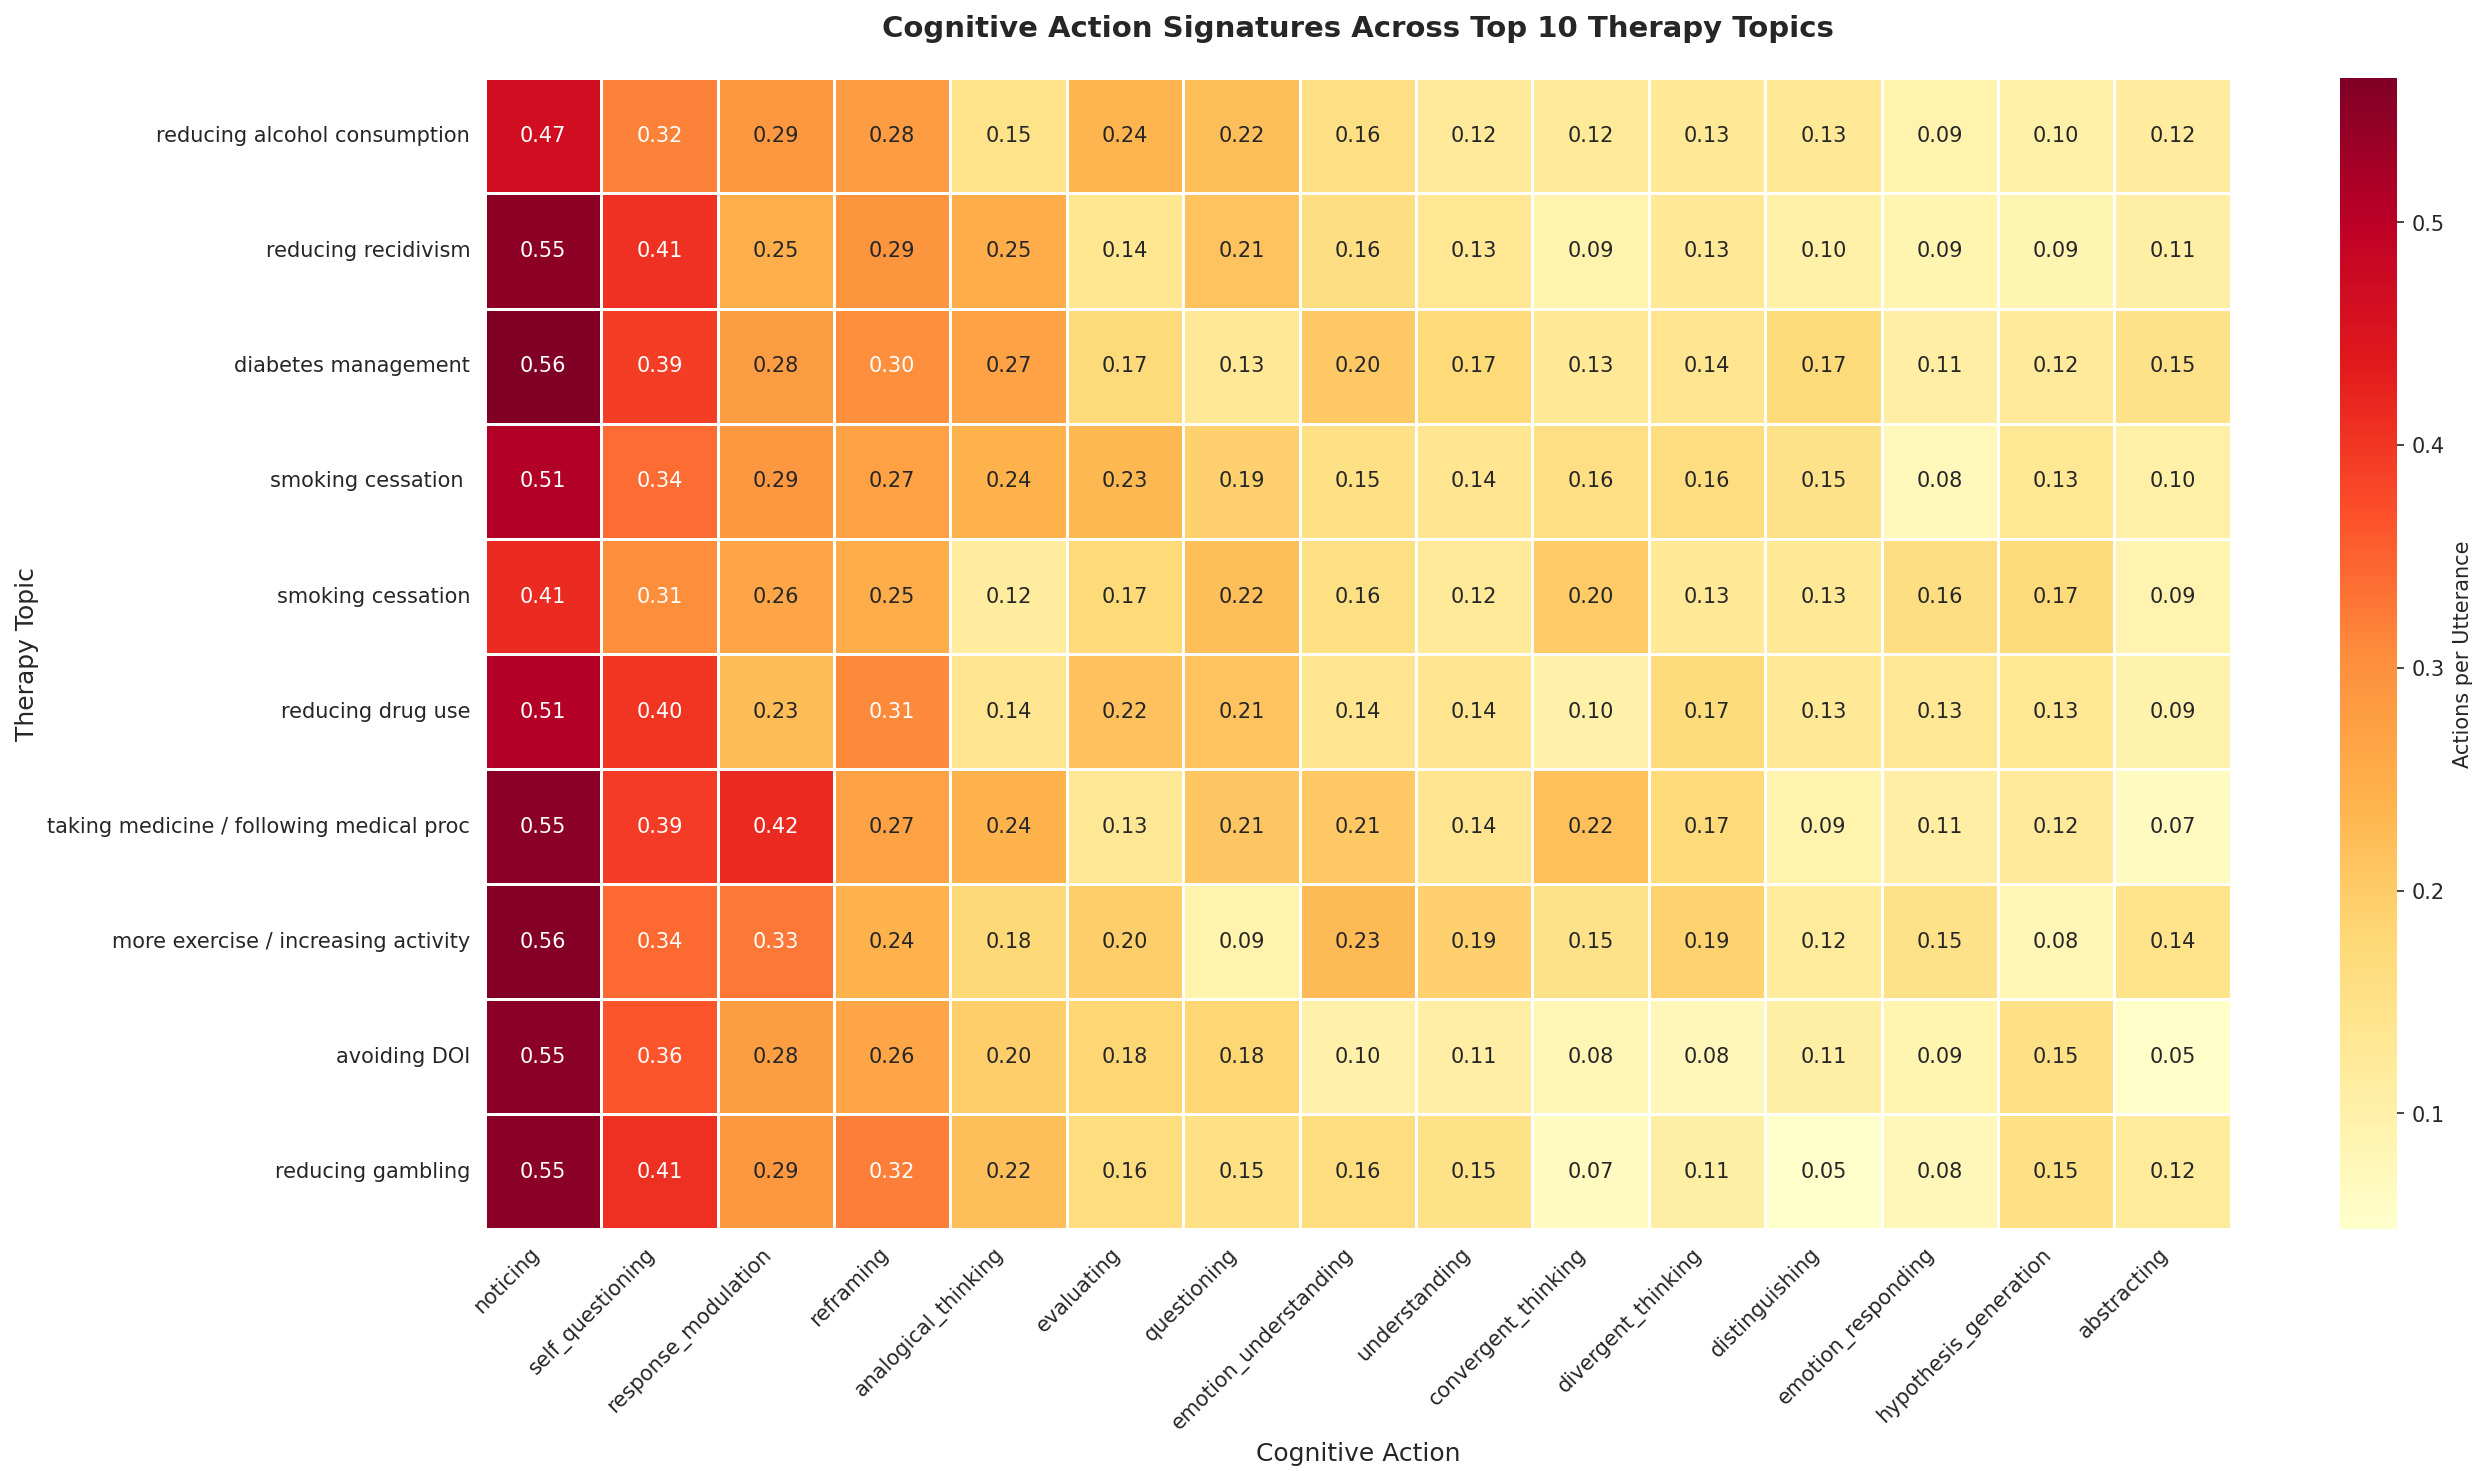 Cognitive Action Signatures Across Top 10 Therapy Topics
Therapy Topic
reducing alcohol consumption 0.47 0.32 0.29 0.28 0.15 0.24 0.22 0.16 0.12 0.12 0.13 0.13 0.09 0.10 0.12
reducing recidivism 0.55 0.41 0.25 0.29 0.25 0.14 0.21 0.16 0.13 0.09 0.13 0.10 0.09 0.09 0.11
diabetes management 0.56 0.39 0.28 0.30 0.27 0.17 0.13 0.20 0.17 0.13 0.14 0.17 0.11 0.12 0.15
smoking cessation 0.51 0.34 0.29 0.27 0.24 0.23 0.19 0.15 0.14 0.16 0.16 0.15 0.08 0.13 0.10
smoking cessation 0.41 0.31 0.26 0.25 0.12 0.17 0.22 0.16 0.12 0.20 0.13 0.13 0.16 0.17 0.09
reducing drug use 0.51 0.40 0.23 0.31 0.14 0.22 0.21 0.14 0.14 0.10 0.17 0.13 0.13 0.13 0.09
taking medicine / following medical proc 0.55 0.39 0.42 0.27 0.24 0.13 0.21 0.21 0.14 0.22 0.17 0.09 0.11 0.12 0.07
more exercise / increasing activity 0.56 0.34 0.33 0.24 0.18 0.20 0.09 0.23 0.19 0.15 0.19 0.12 0.15 0.08 0.14
avoiding DOI 0.55 0.36 0.28 0.26 0.20 0.18 0.18 0.10 0.11 0.08 0.08 0.11 0.09 0.15 0.05
reducing gambling 0.55 0.41 0.29 0.32 0.22 0.16 0.15 0.16 0.15 0.07 0.11 0.05 0.08 0.15 0.12
noticing
self_questioning
response_modulation
reframing
analogical_thinking
evaluating
questioning
emotion_understanding
understanding
convergent_thinking
divergent_thinking
distinguishing
emotion_responding
hypothesis_generation
abstracting
Cognitive Action
0.5
0.4
0.3
0.2
0.1
Actions per Utterance